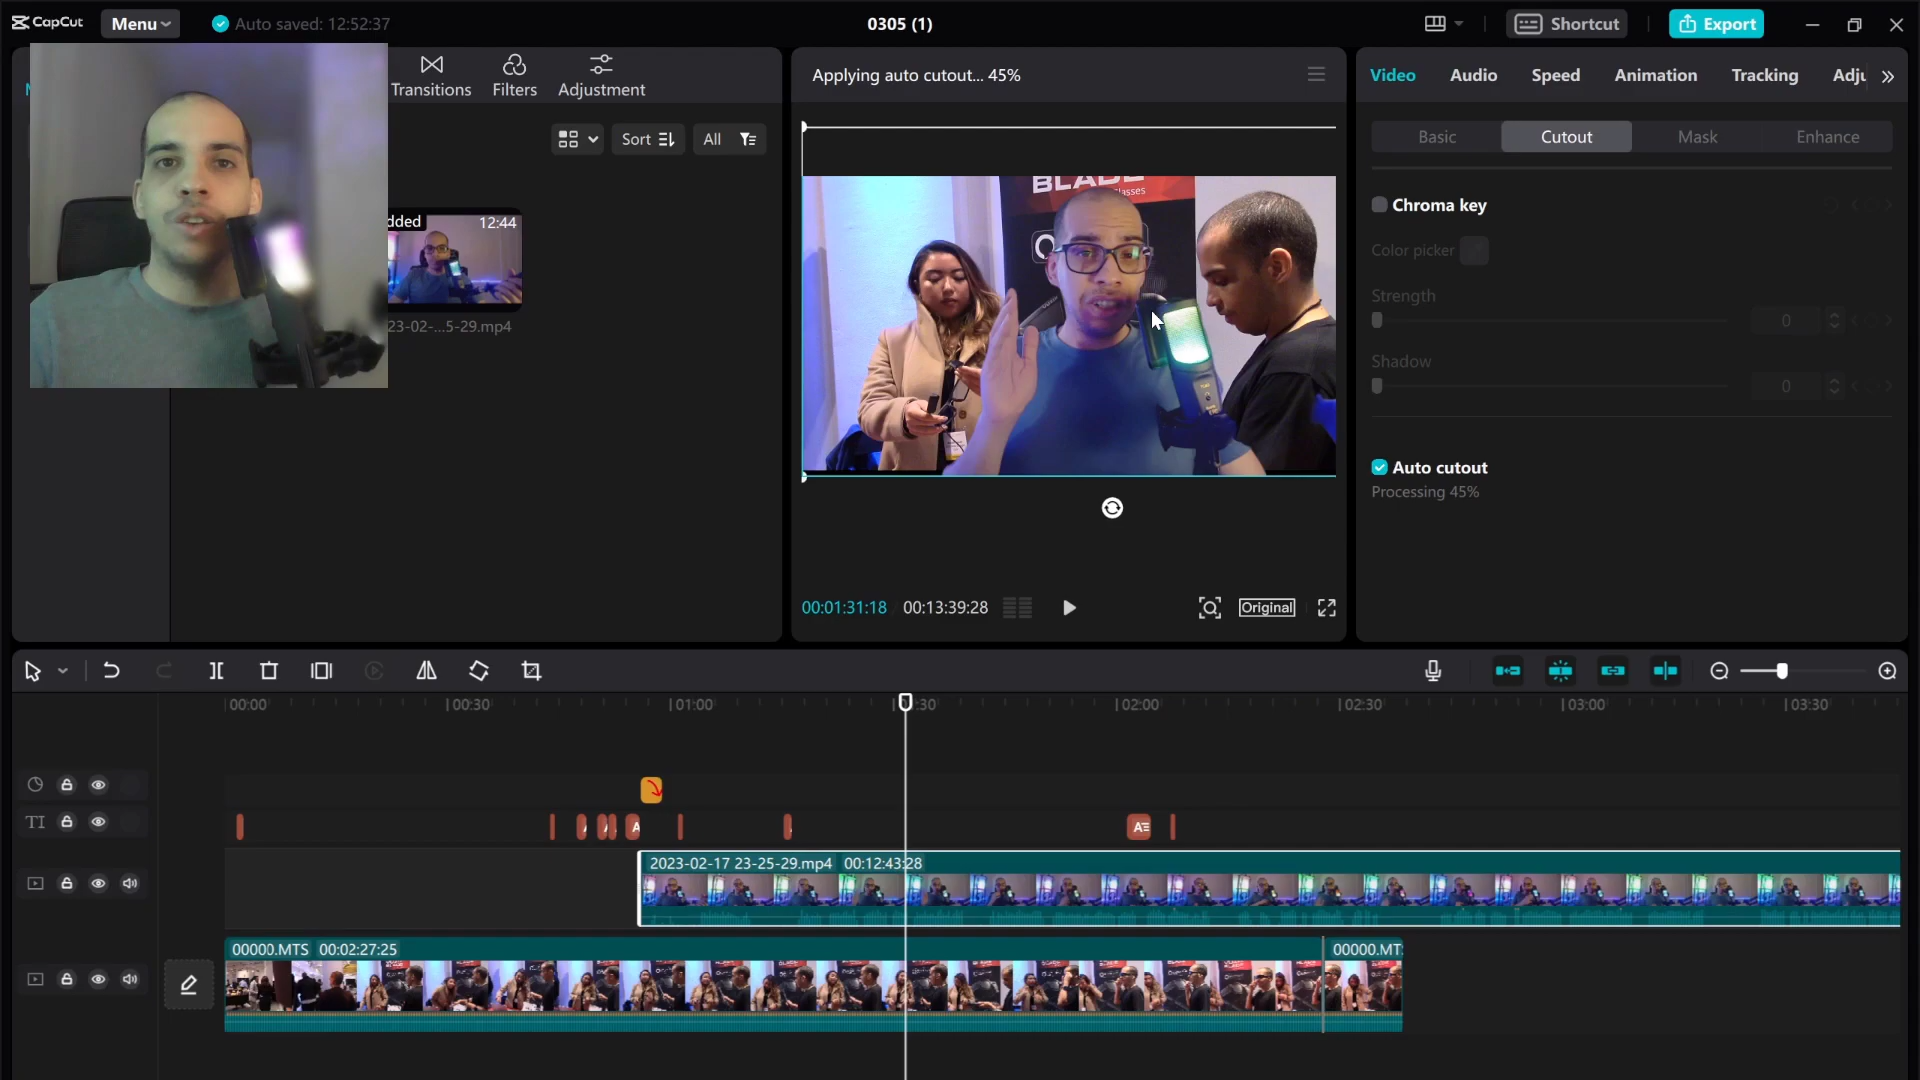 CapCut
Menu
Auto saved: 12:52:37
0305 (1)
Shortcut
Export
Transitions
Filters
Adjustment
Sort
All
dded
12:44
23-02-...5-29.mp4
Applying auto cutout... 45%
BLADE
lasses
00:01:31:18
00:13:39:28
Original
Video
Audio
Speed
Animation
Tracking
Adju
Basic
Cutout
Mask
Enhance
Chroma key
Color picker
Strength
0
Shadow
0
Auto cutout
Processing 45%
00:00
00:30
01:00
:30
02:00
02:30
03:00
03:30
TI
A
A
2023-02-17 23-25-29.mp4 00:12:43:28
00000.MTS 00:02:27:25
00000.MT